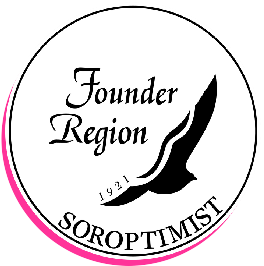 Founder
Region
1921
SOROPTIMIST